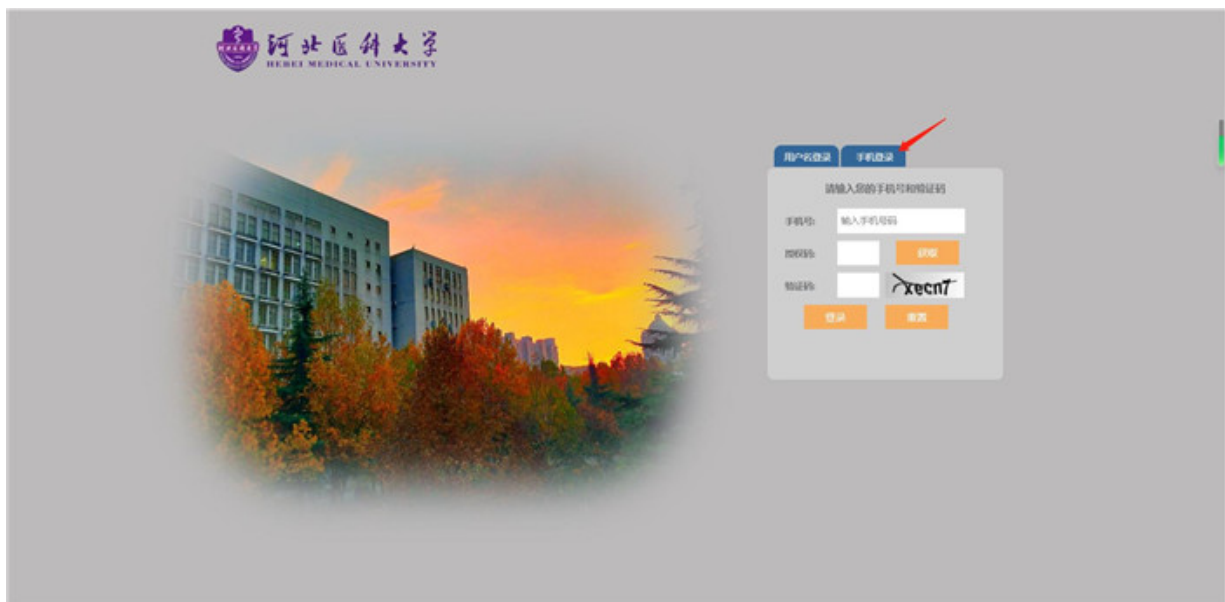 河北医科大学
HEBEI MEDICAL UNIVERSITY
用户名登录 手机登录
请输入您的手机号和验证码
手机号: 输入手机号码
授权码: 获取
验证码: xecn7
登录 重置